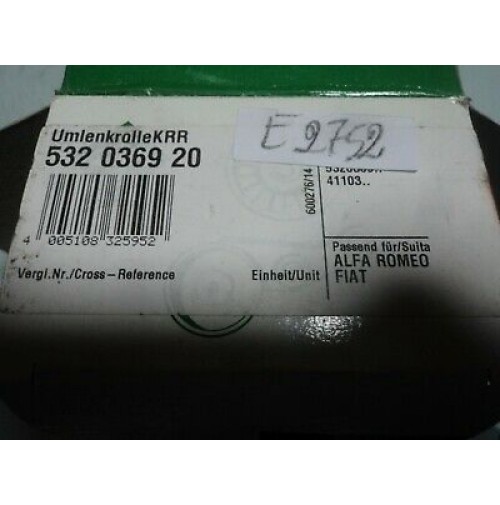 UmlenkrolleKRR
532 0369 20
E 9752
4 005108 325952
Vergl.Nr./Cross-Reference
Einheit/Unit
600276/14
41103..
Passend für/Suita
ALFA ROMEO
FIAT